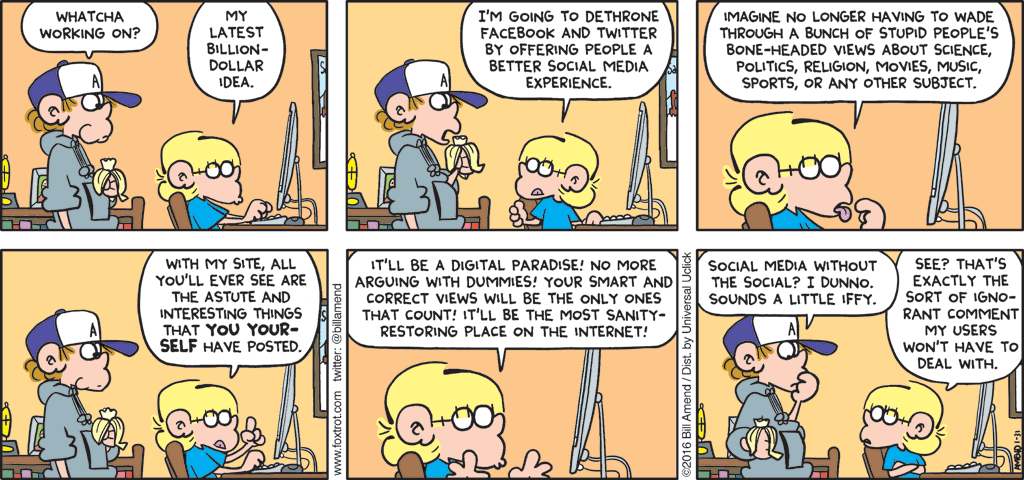 WHATCHA
WORKING ON?
MY
LATEST
BILLION-
DOLLAR
IDEA.
A
I'M GOING TO DETHRONE
FACEBOOK AND TWITTER
BY OFFERING PEOPLE A
BETTER SOCIAL MEDIA
EXPERIENCE.
A
IMAGINE NO LONGER HAVING TO WADE
THROUGH A BUNCH OF STUPID PEOPLE'S
BONE-HEADED VIEWS ABOUT SCIENCE,
POLITICS, RELIGION, MOVIES, MUSIC,
SPORTS, OR ANY OTHER SUBJECT.
WITH MY SITE, ALL
YOU'LL EVER SEE ARE
THE ASTUTE AND
INTERESTING THINGS
THAT YOU YOUR-
SELF HAVE POSTED.
A
www.foxtrot.com twitter: @billamend
IT'LL BE A DIGITAL PARADISE! NO MORE
ARGUING WITH DUMMIES! YOUR SMART AND
CORRECT VIEWS WILL BE THE ONLY ONES
THAT COUNT! IT'LL BE THE MOST SANITY-
RESTORING PLACE ON THE INTERNET!
©2016 Bill Amend / Dist. by Universal Uclick
SOCIAL MEDIA WITHOUT
THE SOCIAL? I DUNNO.
SOUNDS A LITTLE IFFY.
SEE? THAT'S
EXACTLY THE
SORT OF IGNO-
RANT COMMENT
MY USERS
WON'T HAVE TO
DEAL WITH.
A
AMEND 1-31